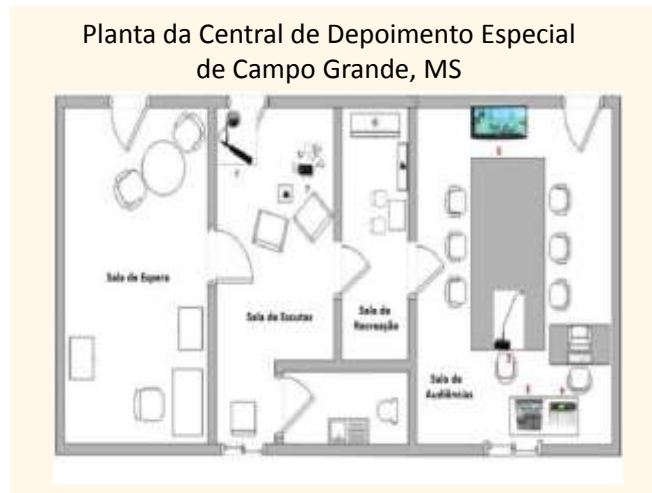 Planta da Central de Depoimento Especial
de Campo Grande, MS
Sala de Espera
Sala de Escutas
Sala de
Recreação
Sala de
Audiências